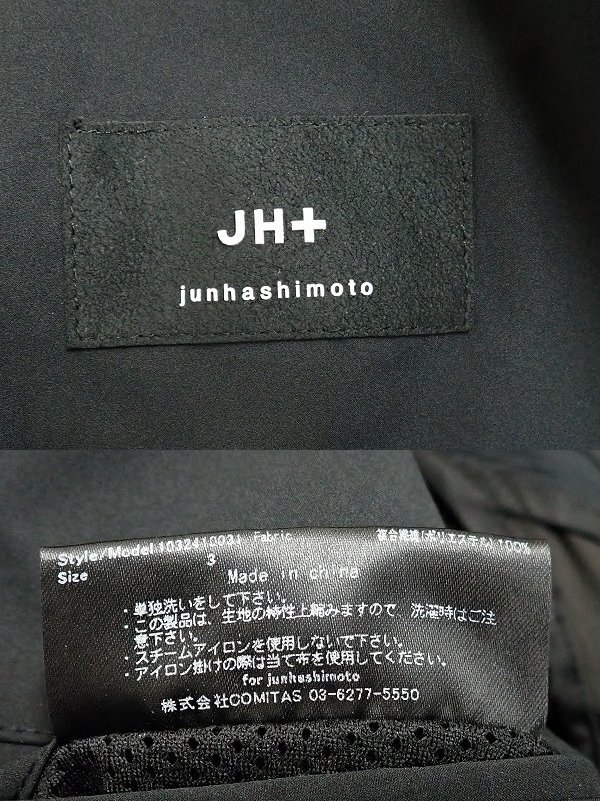 JH+
junhashimoto
Style/Model 1032410031 Fabric 複合繊維(ポリエステル)100%
Size 3
Made in china
・単独洗いをして下さい。
・この製品は、生地の特性上縮みますので、洗濯時はご注
意下さい。
・スチームアイロンを使用しないで下さい。
・アイロン掛けの際は当て布を使用してください。
for junhashimoto
株式会社COMITAS 03-6277-5550